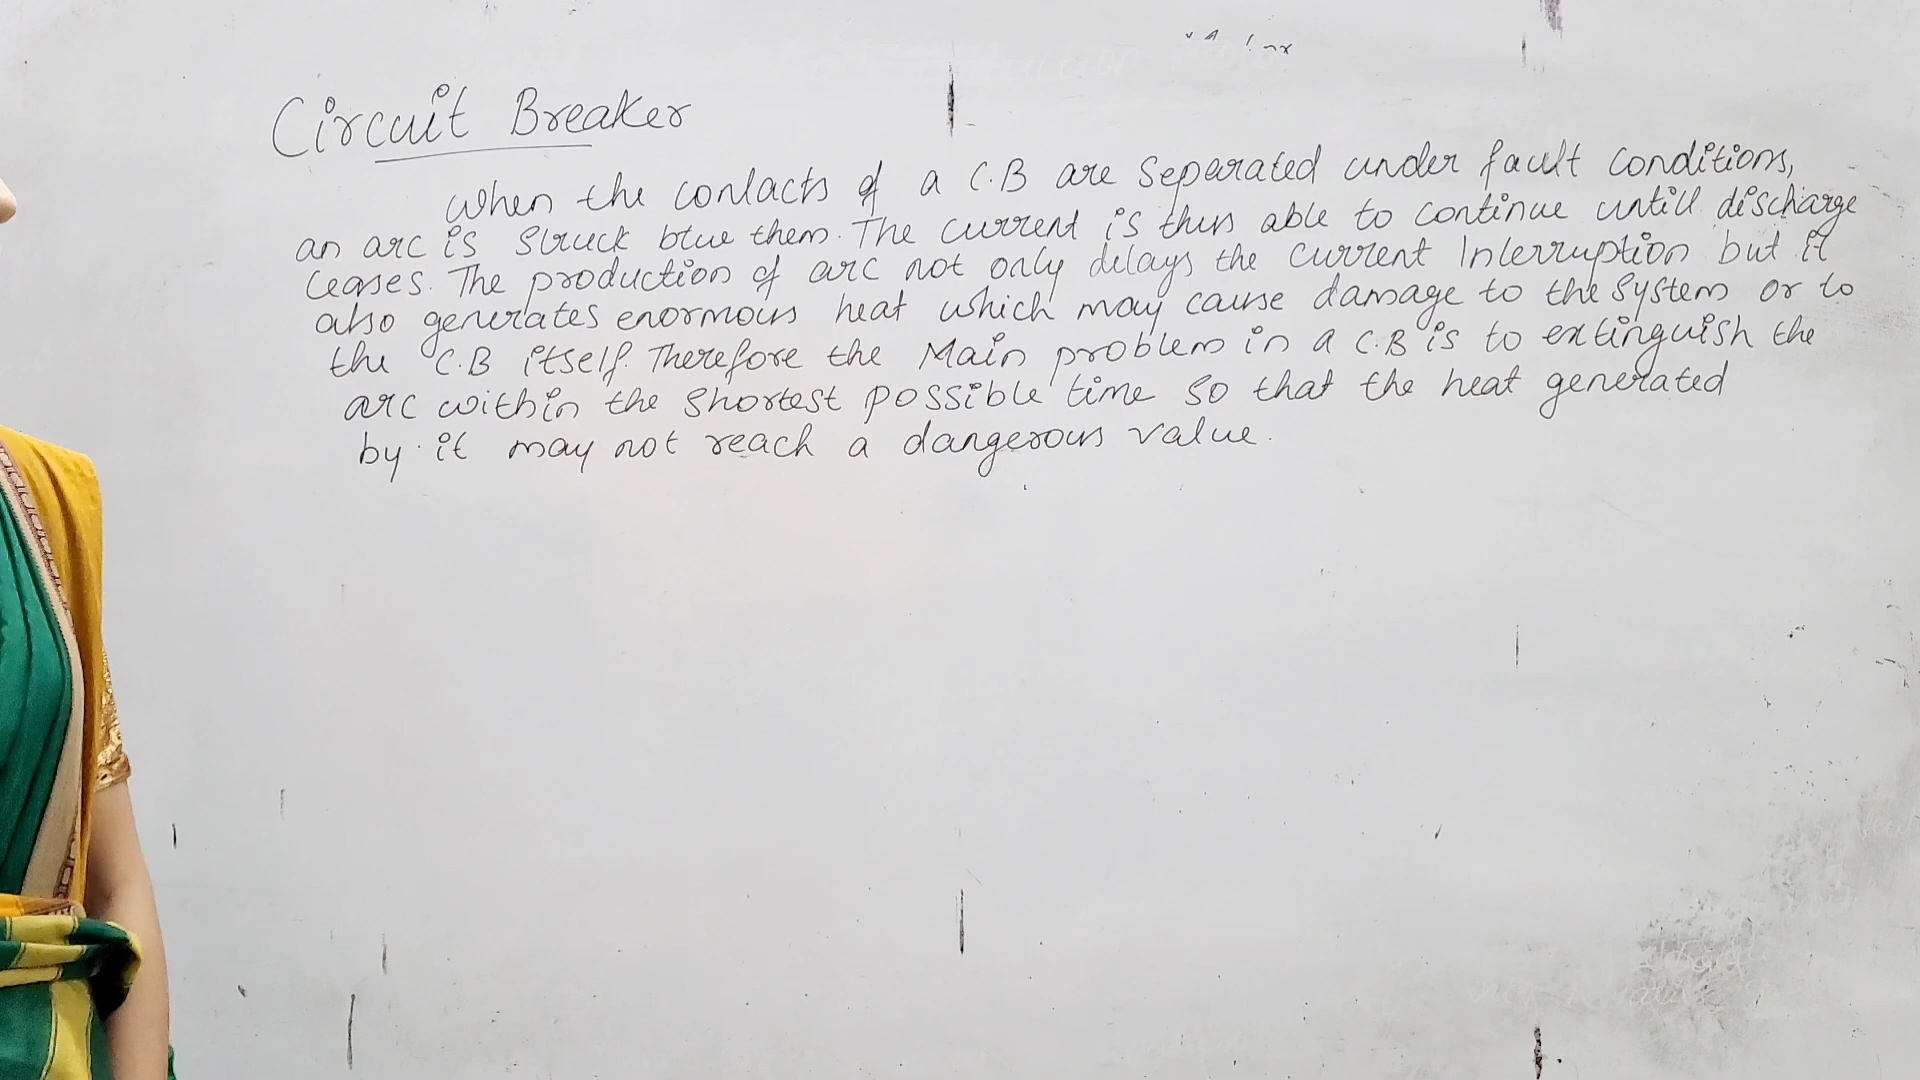 Circuit Breaker
When the contacts of a C.B are Separated under fault conditions,
an arc is Struck btw them. The current is thus able to continue untill discharge
Ceases. The production of arc not only delays the current Interruption but it
also generates enormous heat which may cause damage to the System or to
the C.B itself. Therefore the Main problem in a C.B is to extinguish the
arc within the shortest possible time so that the heat generated
by it may not reach a dangerous value.